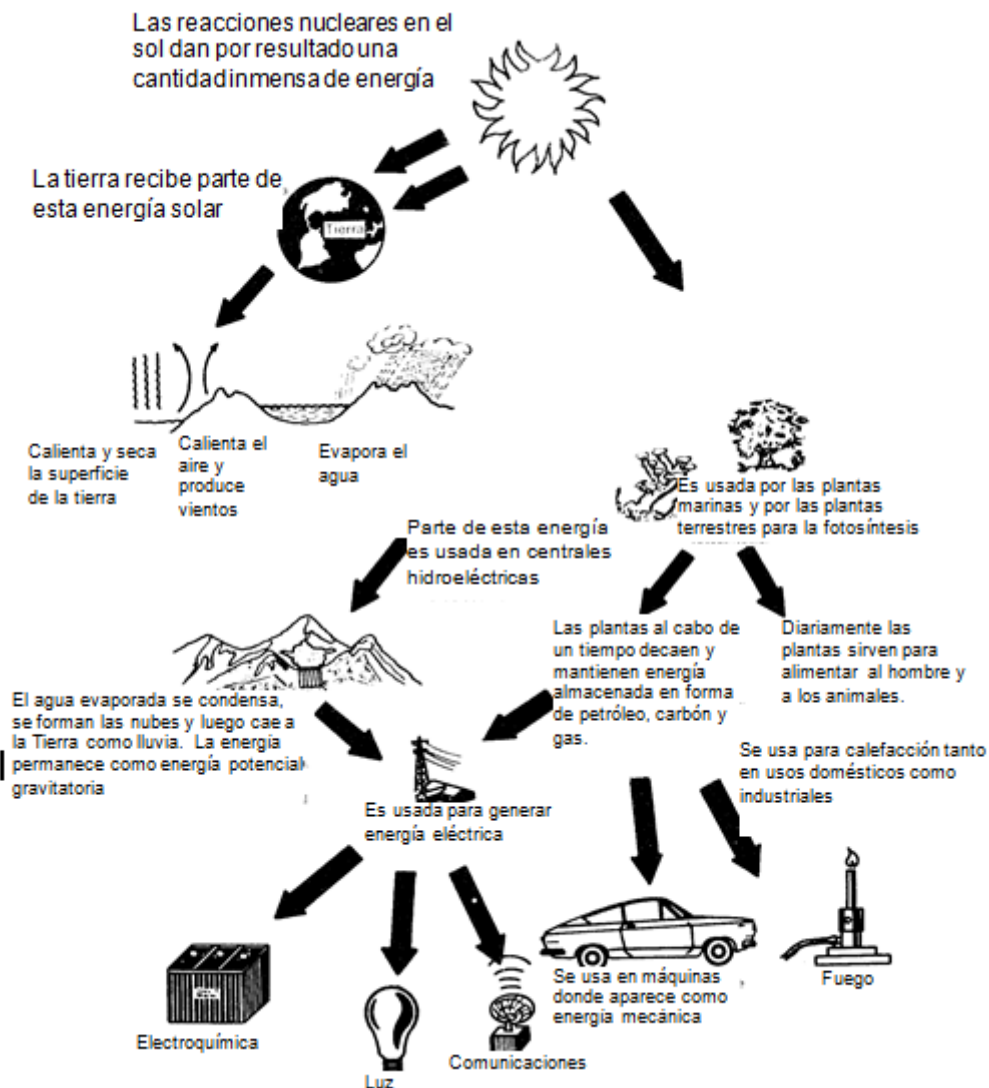 Las reacciones nucleares en el
sol dan por resultado una
cantidad inmensa de energía
La tierra recibe parte de
esta energía solar
Tierra
Calienta y seca
la superficie
de la tierra
Calienta el
aire y
produce
vientos
Evapora el
agua
Es usada por las plantas
marinas y por las plantas
terrestres para la fotosíntesis
Parte de esta energía
es usada en centrales
hidroeléctricas
Las plantas al cabo de
un tiempo decaen y
mantienen energía
almacenada en forma
de petróleo, carbón y
gas.
Diariamente las
plantas sirven para
alimentar al hombre y
a los animales.
El agua evaporada se condensa,
se forman las nubes y luego cae a
la Tierra como lluvia. La energía
permanece como energía potencial
gravitatoria
Se usa para calefacción tanto
en usos domésticos como
industriales
Es usada para generar
energía eléctrica
Electroquímica
Luz
Comunicaciones
Se usa en máquinas
donde aparece como
energía mecánica
Fuego